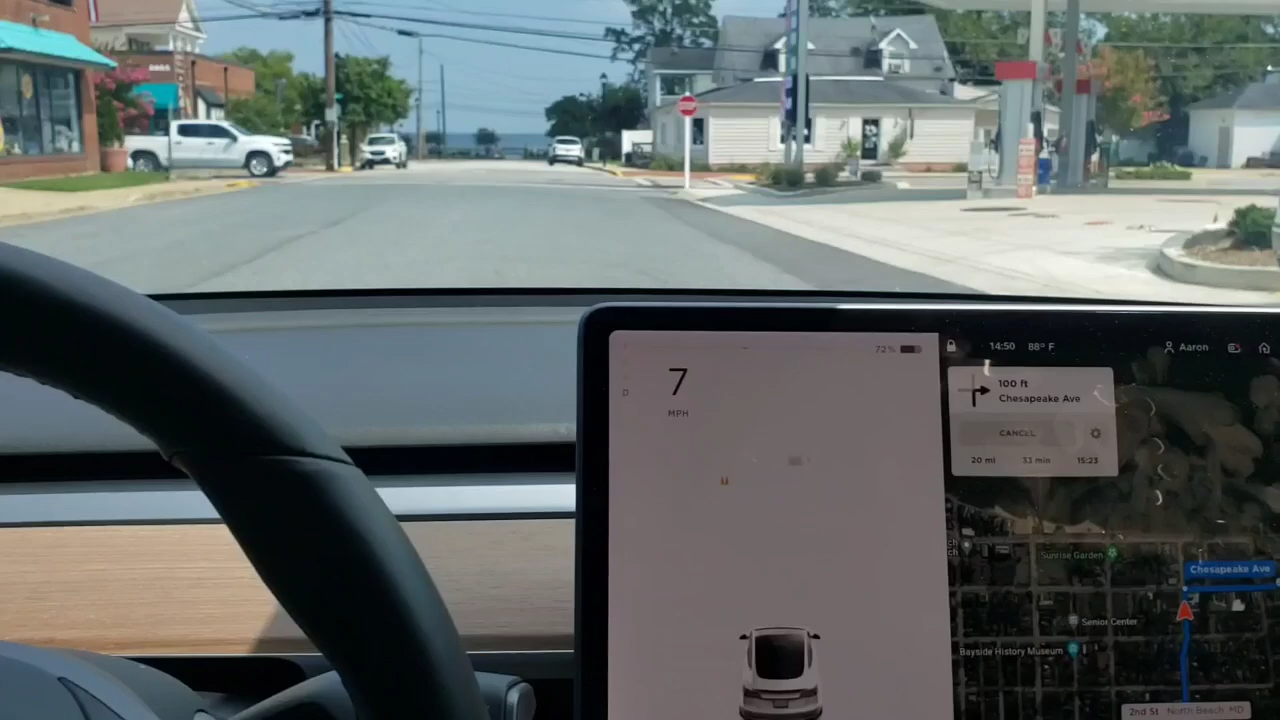 72%
14:50 88° F
Aaron
D
7
MPH
100 ft
Chesapeake Ave
CANCEL
20 mi 33 min 15:23
Sunrise Garden
Chesapeake Ave
Senior Center
Bayside History Museum
2nd St North Beach MD